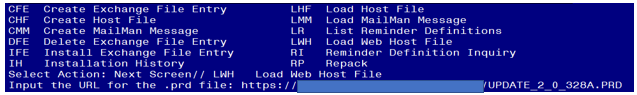 CFE  Create Exchange File Entry        LHF  Load Host File
CHF  Create Host File                  LMM  Load MailMan Message
CMM  Create MailMan Message            LR   List Reminder Definitions
DFE  Delete Exchange File Entry        LWH  Load Web Host File
IFE  Install Exchange File Entry       RI   Reminder Definition Inquiry
IH   Installation History              RP   Repack
Select Action: Next Screen// LWH   Load Web Host File
Input the URL for the .prd file: https:// /UPDATE_2_0_328A.PRD